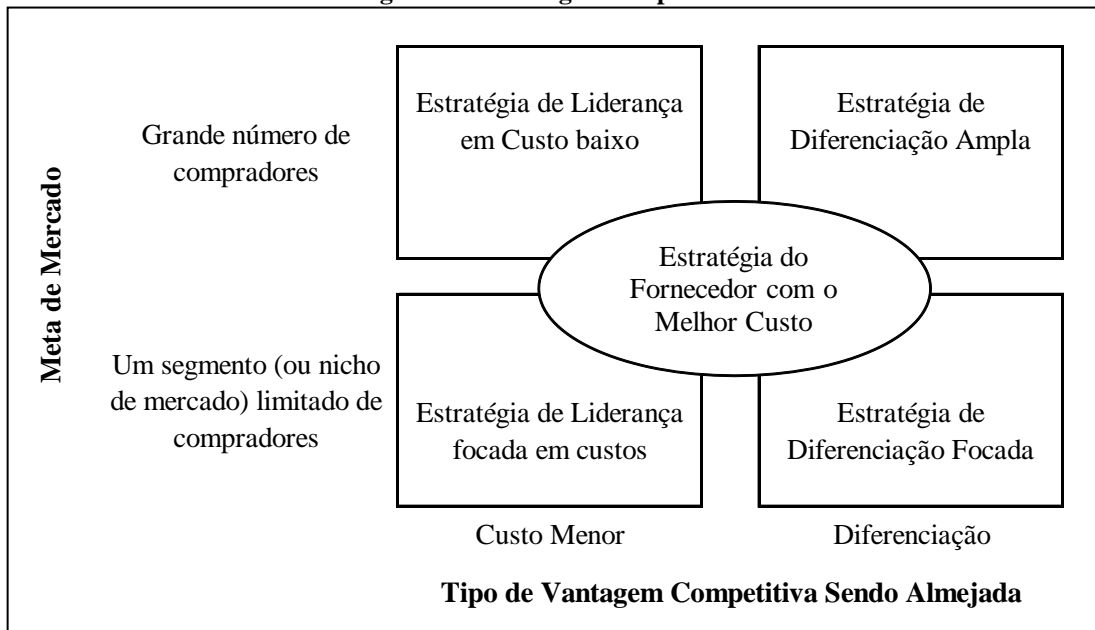 Estratégia de Liderança
em Custo baixo
Estratégia de
Diferenciação Ampla
Grande número de
compradores
Meta de Mercado
Estratégia do
Fornecedor com o
Melhor Custo
Um segmento (ou nicho
de mercado) limitado de
compradores
Estratégia de Liderança
focada em custos
Estratégia de
Diferenciação Focada
Custo Menor
Diferenciação
Tipo de Vantagem Competitiva Sendo Almejada